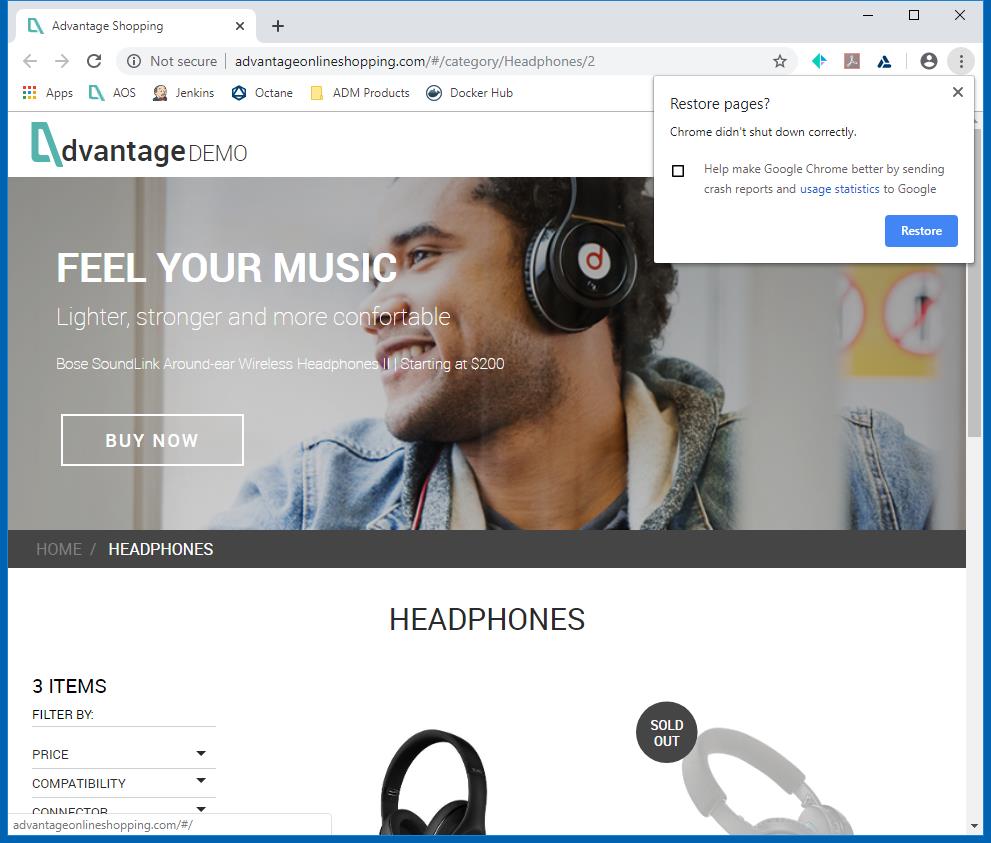 Advantage Shopping
Not secure | advantageonlineshopping.com/#/category/Headphones/2
Apps AOS Jenkins Octane ADM Products Docker Hub
Restore pages?
Chrome didn't shut down correctly.
Help make Google Chrome better by sending
crash reports and usage statistics to Google
Restore
dvantage DEMO
FEEL YOUR MUSIC
Lighter, stronger and more comfortable
Bose SoundLink Around-ear Wireless Headphones II | Starting at $200
BUY NOW
HOME / HEADPHONES
HEADPHONES
3 ITEMS
FILTER BY:
PRICE
COMPATIBILITY
CONNECTOR
SOLD
OUT
advantageonlineshopping.com/#/